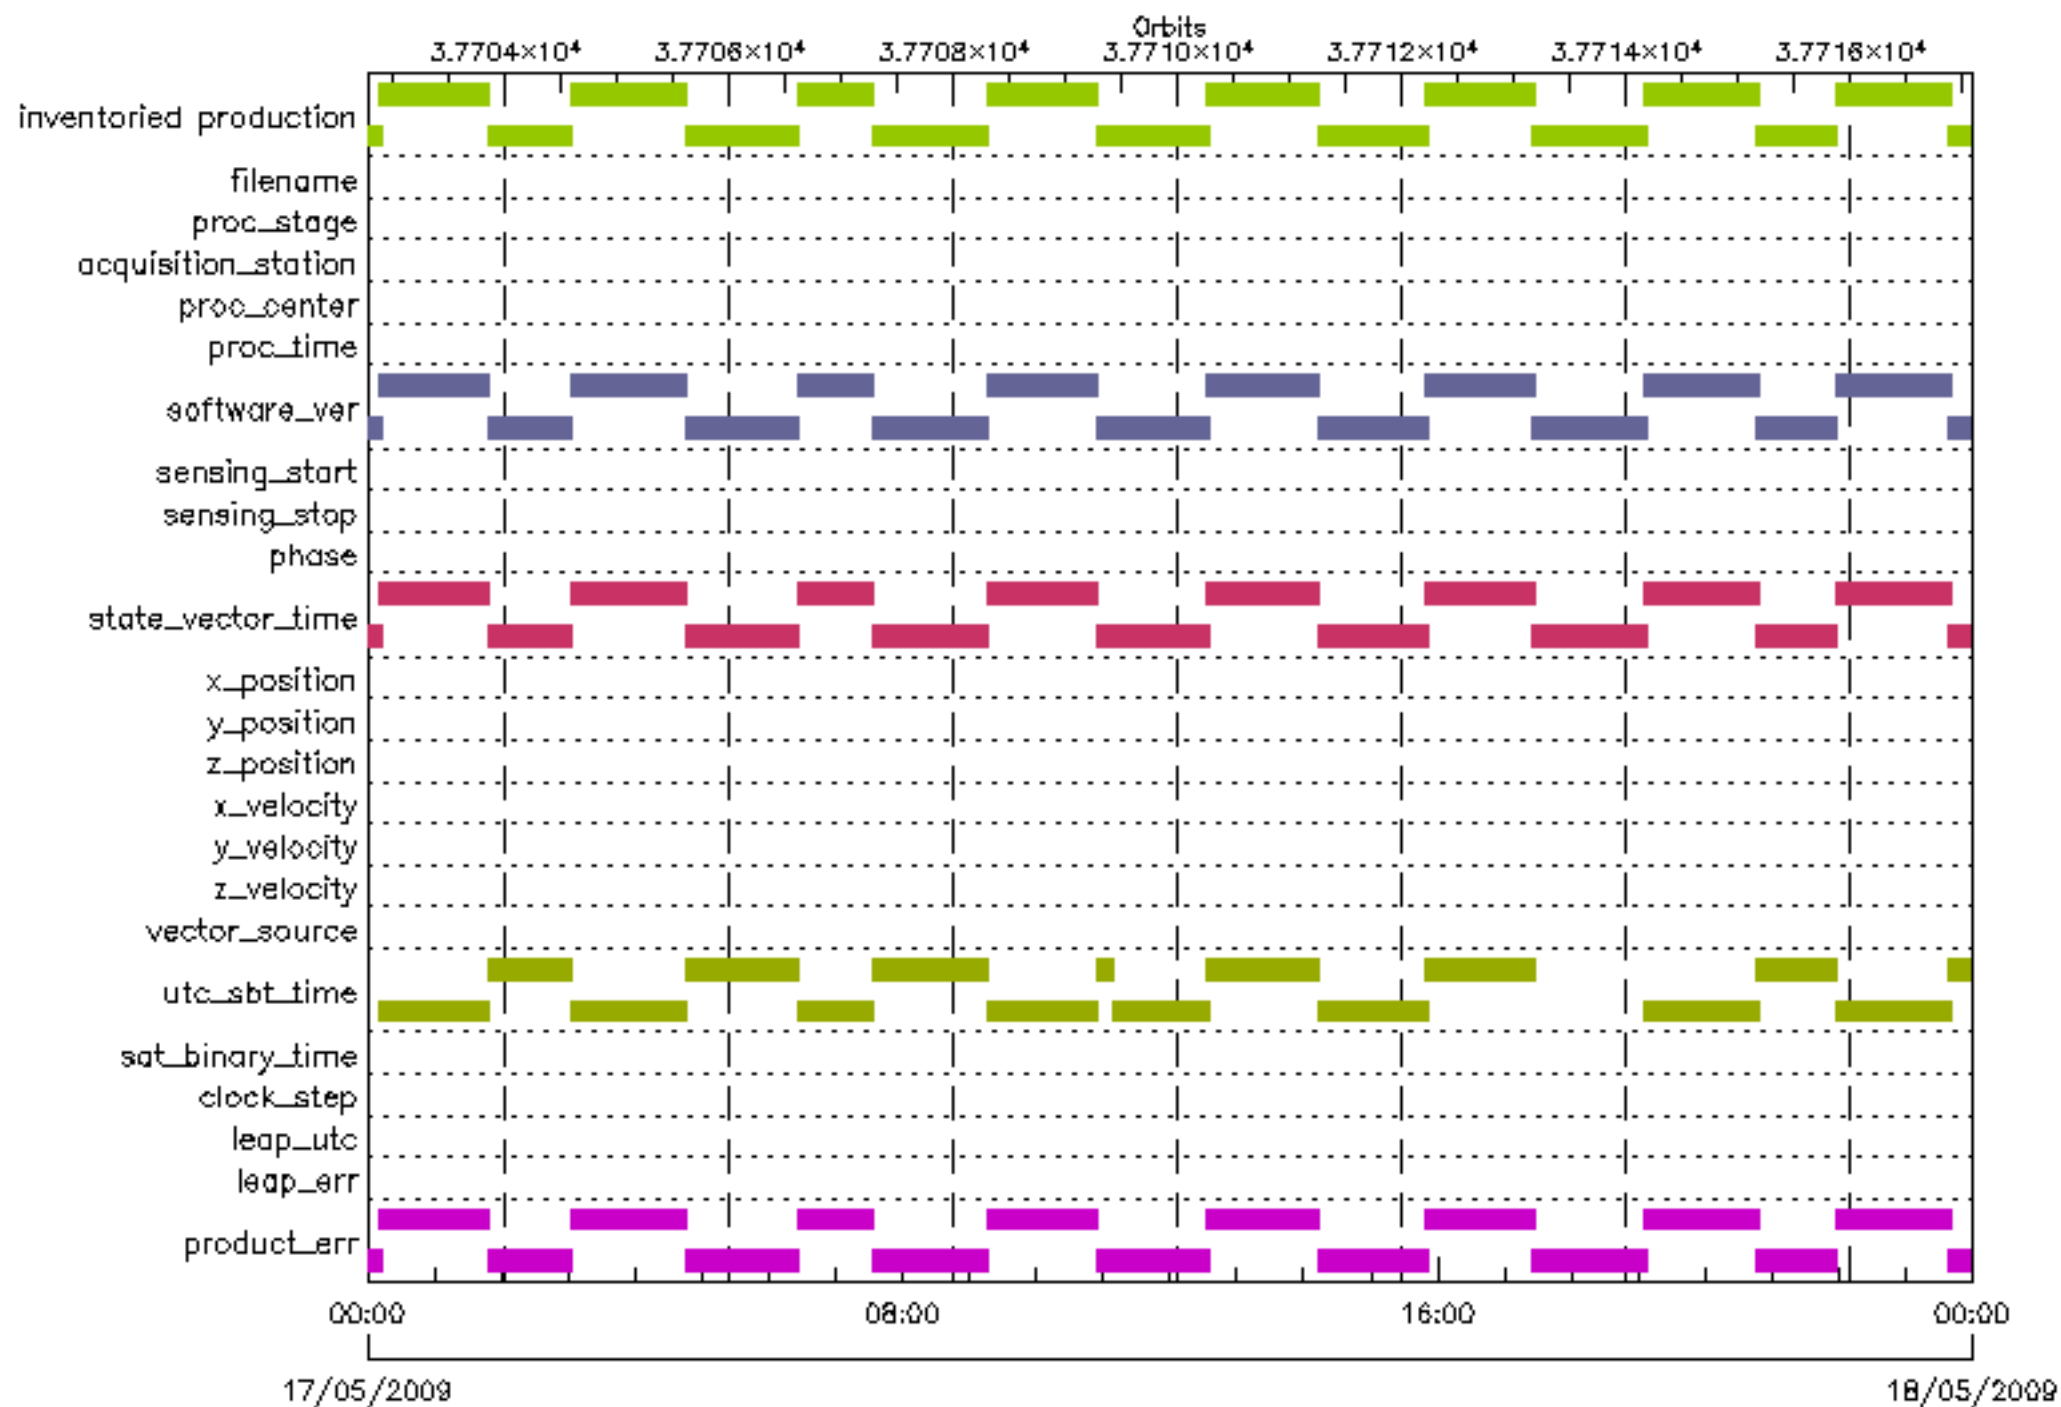 Orbits
3.7704×10⁴ 3.7706×10⁴ 3.7708×10⁴ 3.7710×10⁴ 3.7712×10⁴ 3.7714×10⁴ 3.7716×10⁴
inventoried production
filename
proc_stage
acquisition_station
proc_center
proc_time
software_ver
sensing_start
sensing_stop
phase
state_vector_time
x_position
y_position
z_position
x_velocity
y_velocity
z_velocity
vector_source
utc_sbt_time
sat_binary_time
clock_step
leap_utc
leap_err
product_err
00:00 08:00 16:00 00:00
17/05/2009 18/05/2009